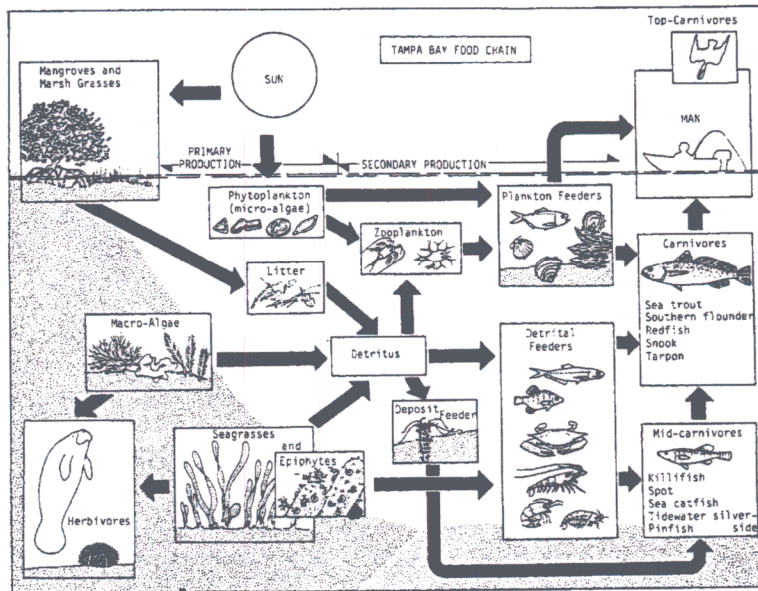 Top-Carnivores
TAMPA BAY FOOD CHAIN
Mangroves and
Marsh Grasses
SUN
MAN
PRIMARY
PRODUCTION
SECONDARY PRODUCTION
Phytoplankton
(micro-algae)
Plankton Feeders
Zooplankton
Carnivores
Sea trout
Southern flounder
Redfish
Snook
Tarpon
Litter
Macro-Algae
Detritus
Detrital
Feeders
Deposit
Feeder
Seagrasses
and
Epiphytes
Herbivores
Mid-carnivores
Killifish
Spot
Sea catfish
Tidewater silver-
Pinfish side